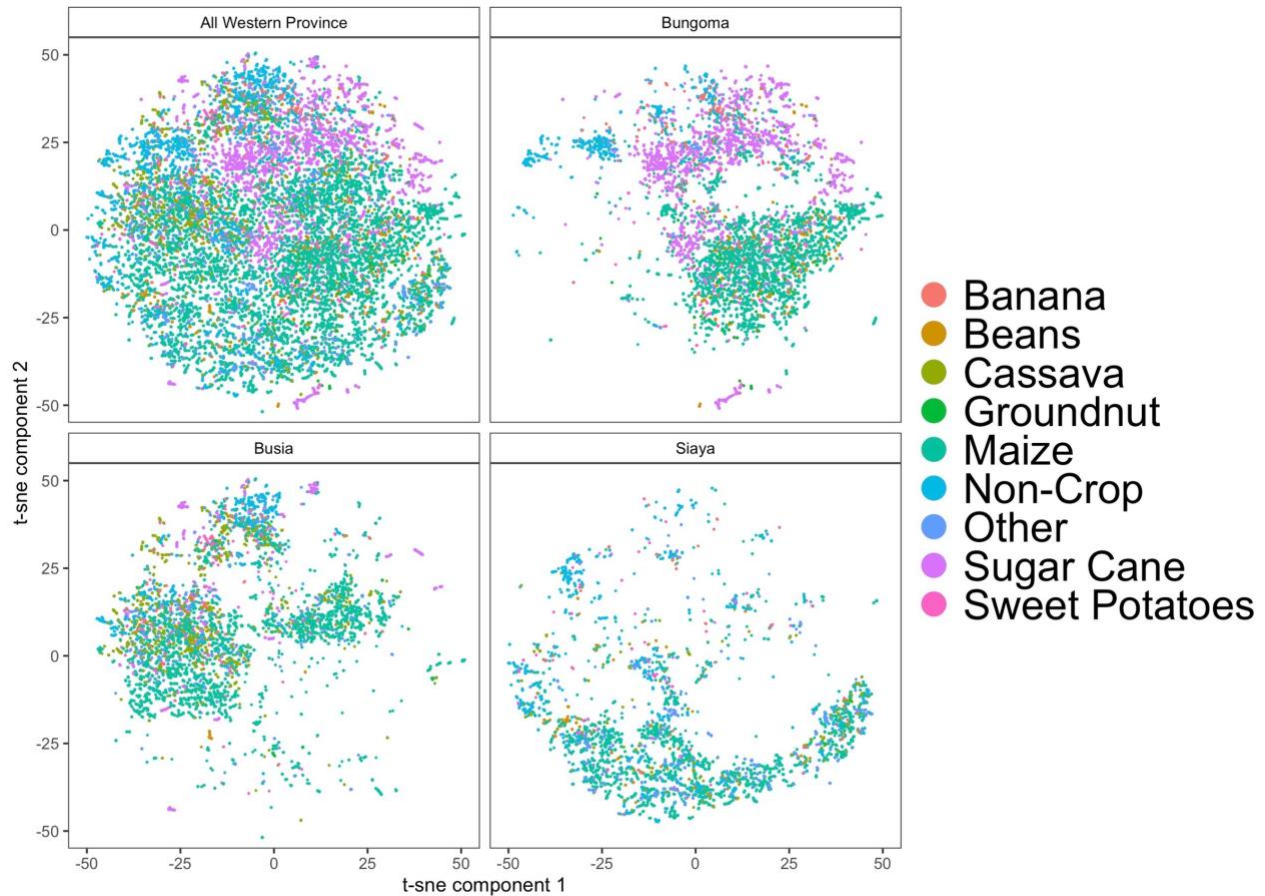 All Western Province
Bungoma
50
25
0
-25
-50
t-sne component 2
Busia
Siaya
50
25
0
-25
-50
-50
-25
0
25
50
-50
-25
0
25
50
t-sne component 1
Banana
Beans
Cassava
Groundnut
Maize
Non-Crop
Other
Sugar Cane
Sweet Potatoes